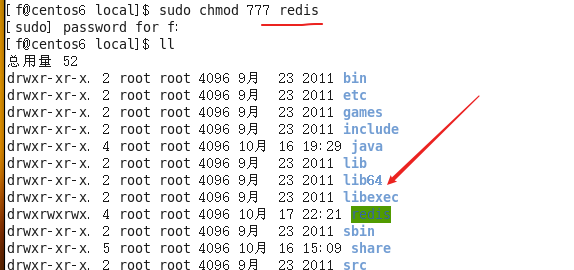 [f@centos6 local]$ sudo chmod 777 redis
[sudo] password for f:
[f@centos6 local]$ ll
总用量 52
drwxr-xr-x. 2 root root 4096 9月  23 2011 bin
drwxr-xr-x. 2 root root 4096 9月  23 2011 etc
drwxr-xr-x. 2 root root 4096 9月  23 2011 games
drwxr-xr-x. 2 root root 4096 9月  23 2011 include
drwxr-xr-x. 4 root root 4096 10月 16 19:29 java
drwxr-xr-x. 2 root root 4096 9月  23 2011 lib
drwxr-xr-x. 2 root root 4096 9月  23 2011 lib64
drwxr-xr-x. 2 root root 4096 9月  23 2011 libexec
drwxrwxrwx. 4 root root 4096 10月 17 22:21 redis
drwxr-xr-x. 2 root root 4096 9月  23 2011 sbin
drwxr-xr-x. 5 root root 4096 10月 16 15:09 share
drwxr-xr-x. 2 root root 4096 9月  23 2011 src